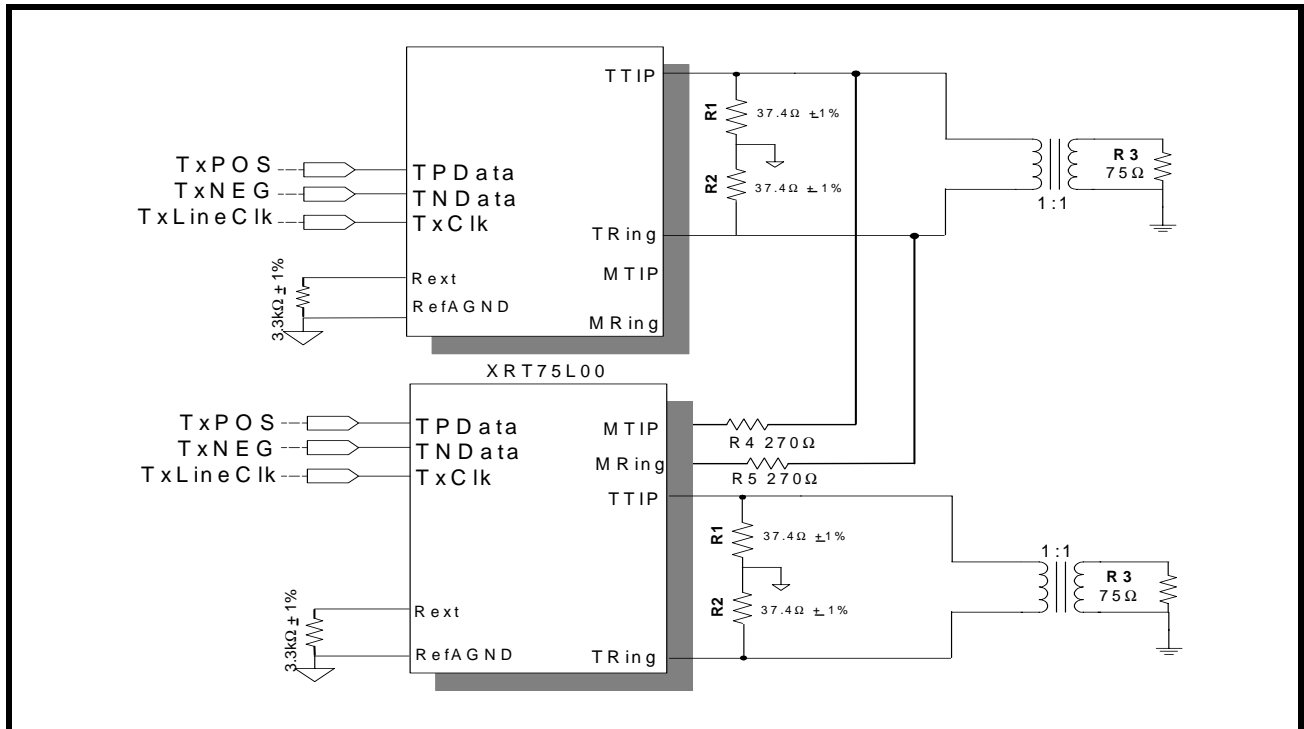 TTIP
R1
37.4Ω ±1%
TxPOS
TPData
TxNEG
TNData
R2
37.4Ω ±1%
R3
75Ω
1:1
TxLineClk
TxClk
TRing
Rext
MTIP
3.3kΩ ± 1%
RefAGND
MRing
XRT75L00
TxPOS
TPData
MTIP
R4 270Ω
TxNEG
TNData
MRing
TxLineClk
TxClk
R5 270Ω
TTIP
R1
37.4Ω ±1%
1:1
R3
75Ω
R2
37.4Ω ±1%
Rext
3.3kΩ ± 1%
RefAGND
TRing